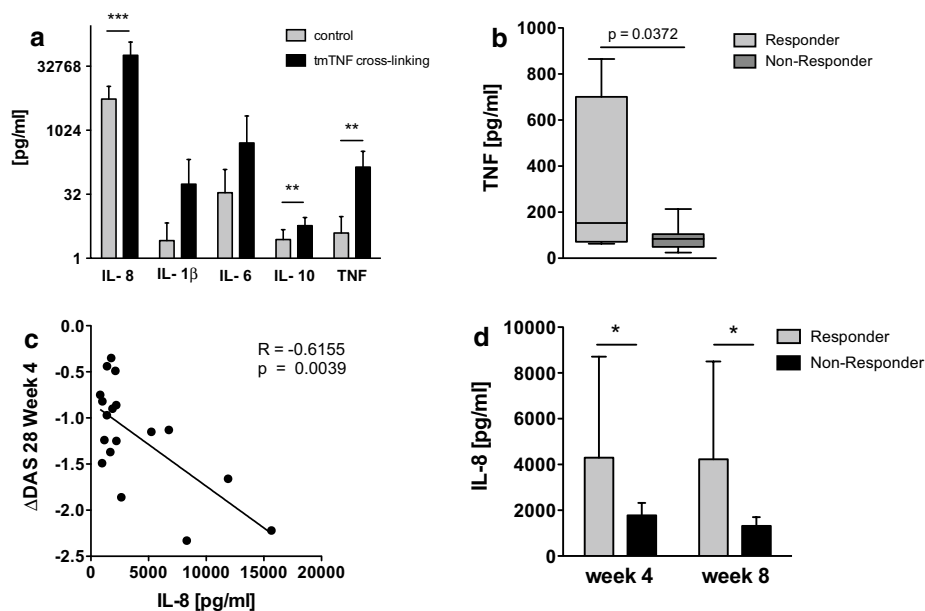 a
***
control
tmTNF cross-linking
**
**
[pg/ml]
32768
1024
32
1
IL- 8
IL- 1β
IL- 6
IL- 10
TNF
b
p = 0.0372
Responder
Non-Responder
TNF [pg/ml]
1000
800
600
400
200
0
c
R = -0.6155
p = 0.0039
ΔDAS 28 Week 4
0.0
-0.5
-1.0
-1.5
-2.0
-2.5
0
5000
10000
15000
20000
IL-8 [pg/ml]
d
*
*
Responder
Non-Responder
IL-8 [pg/ml]
10000
8000
6000
4000
2000
0
week 4
week 8